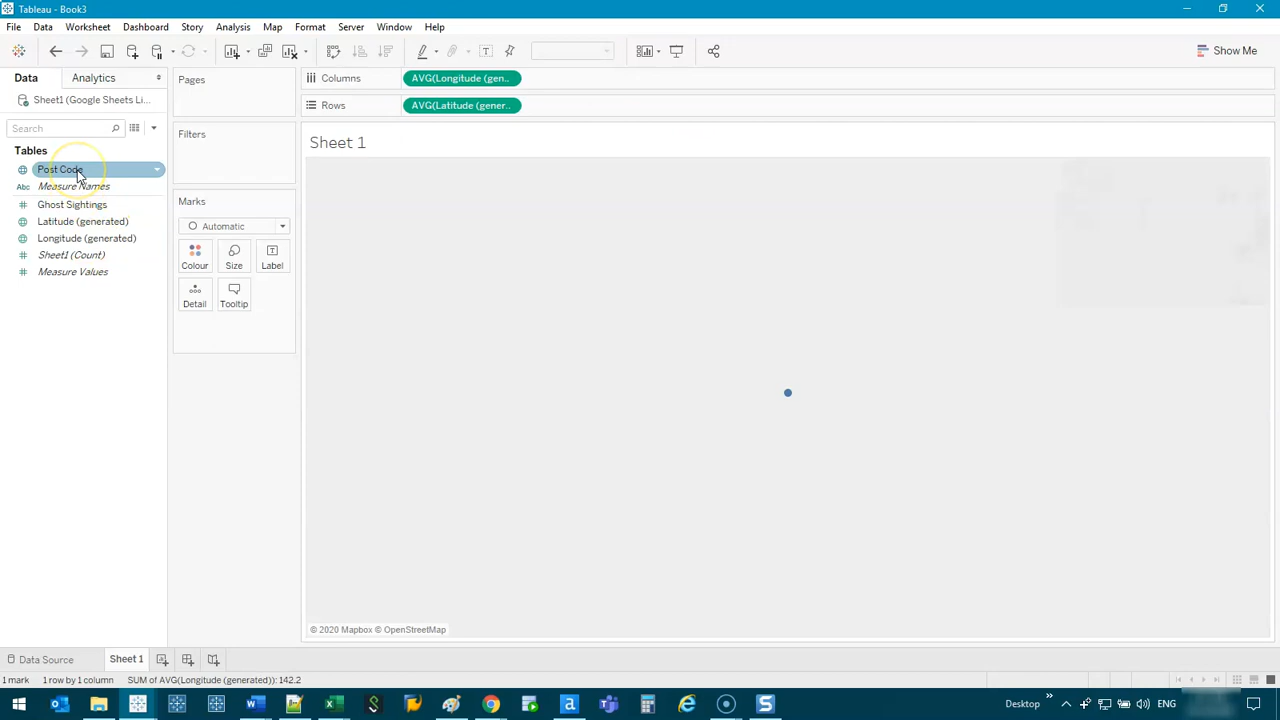 Tableau - Book3
File Data Worksheet Dashboard Story Analysis Map Format Server Window Help
Show Me
Data Analytics
Sheet1 (Google Sheets Li...
Search
Tables
Post Code
Measure Names
Ghost Sightings
Latitude (generated)
Longitude (generated)
Sheet1 (Count)
Measure Values
Pages
Filters
Marks
Automatic
Colour Size Label
Detail Tooltip
Columns AVG(Longitude (gen..
Rows AVG(Latitude (gener..
Sheet 1
© 2020 Mapbox © OpenStreetMap
Data Source Sheet 1
1 mark 1 row by 1 column SUM of AVG(Longitude (generated)): 142.2
Desktop ENG